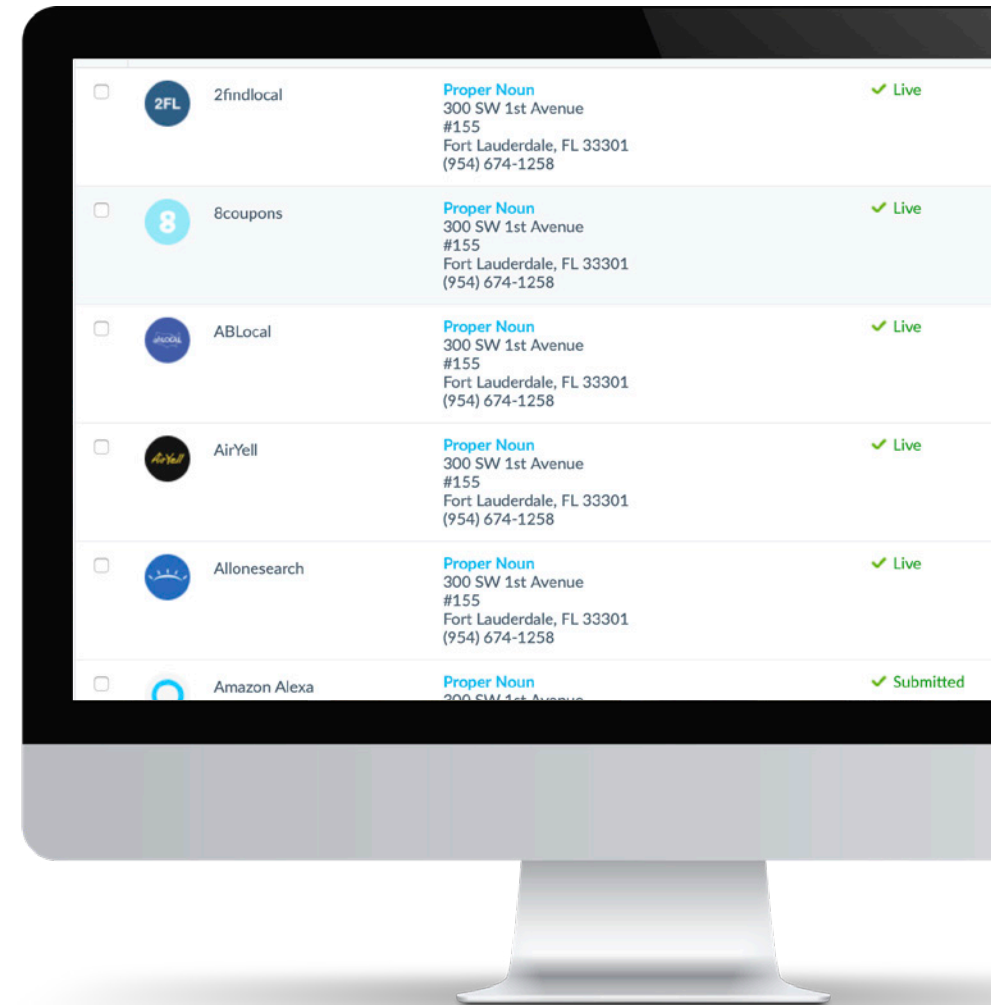 2FL
2findlocal
Proper Noun
300 SW 1st Avenue
#155
Fort Lauderdale, FL 33301
(954) 674-1258
Live
8
8coupons
Proper Noun
300 SW 1st Avenue
#155
Fort Lauderdale, FL 33301
(954) 674-1258
Live
ABLocal
Proper Noun
300 SW 1st Avenue
#155
Fort Lauderdale, FL 33301
(954) 674-1258
Live
AirYell
AirYell
Proper Noun
300 SW 1st Avenue
#155
Fort Lauderdale, FL 33301
(954) 674-1258
Live
Allonesearch
Proper Noun
300 SW 1st Avenue
#155
Fort Lauderdale, FL 33301
(954) 674-1258
Live
Amazon Alexa
Proper Noun
300 SW 1st Avenue
Submitted